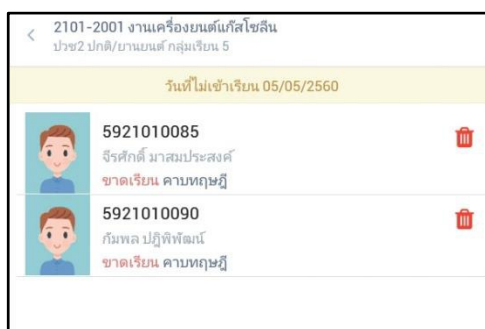 2101-2001 งานเครื่องยนต์แก๊สโซลีน
ปวช2 ปกติ/ยานยนต์ กลุ่มเรียน 5
วันที่ไม่เข้าเรียน 05/05/2560
5921010085
จีรศักดิ์ มาสมประสงค์
ขาดเรียน คาบทฤษฎี
5921010090
กัมพล ปฎิพิพัฒน์
ขาดเรียน คาบทฤษฎี